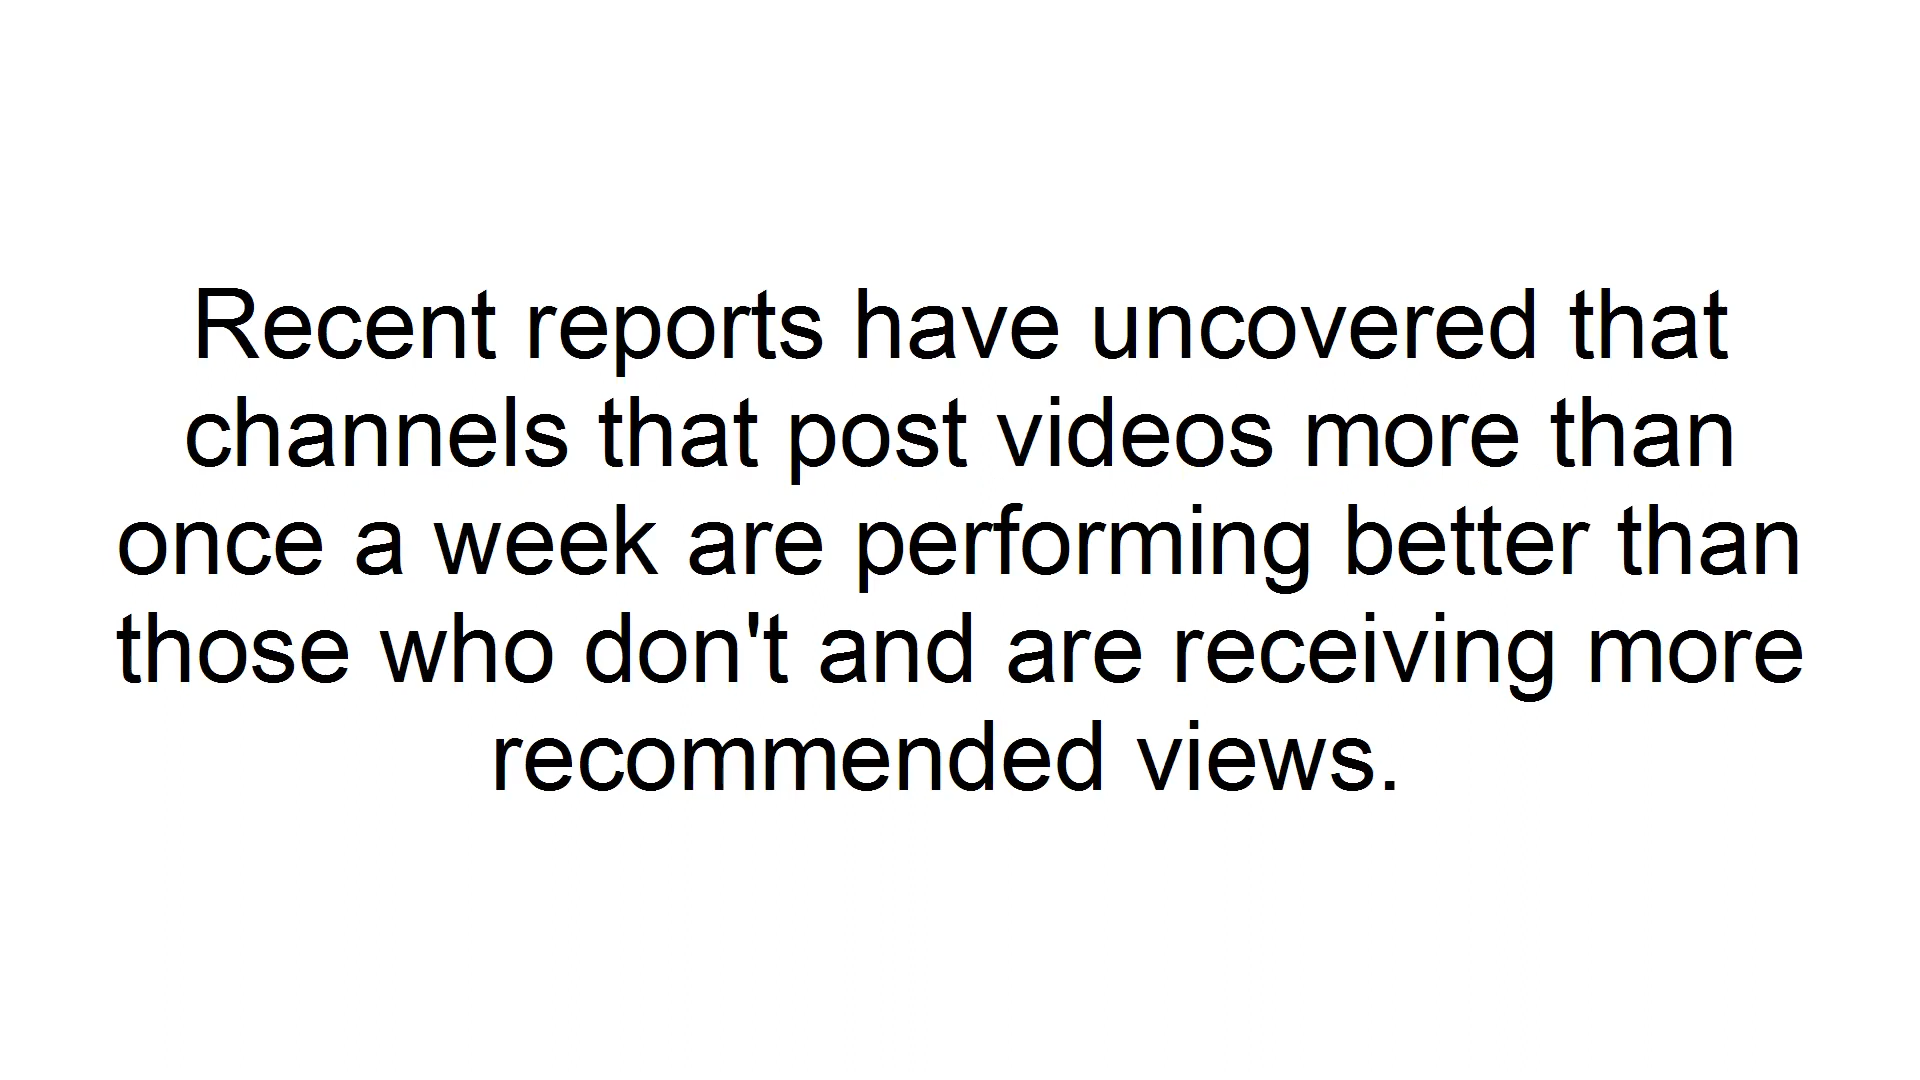 Recent reports have uncovered that
channels that post videos more than
once a week are performing better than
those who don't and are receiving more
recommended views.